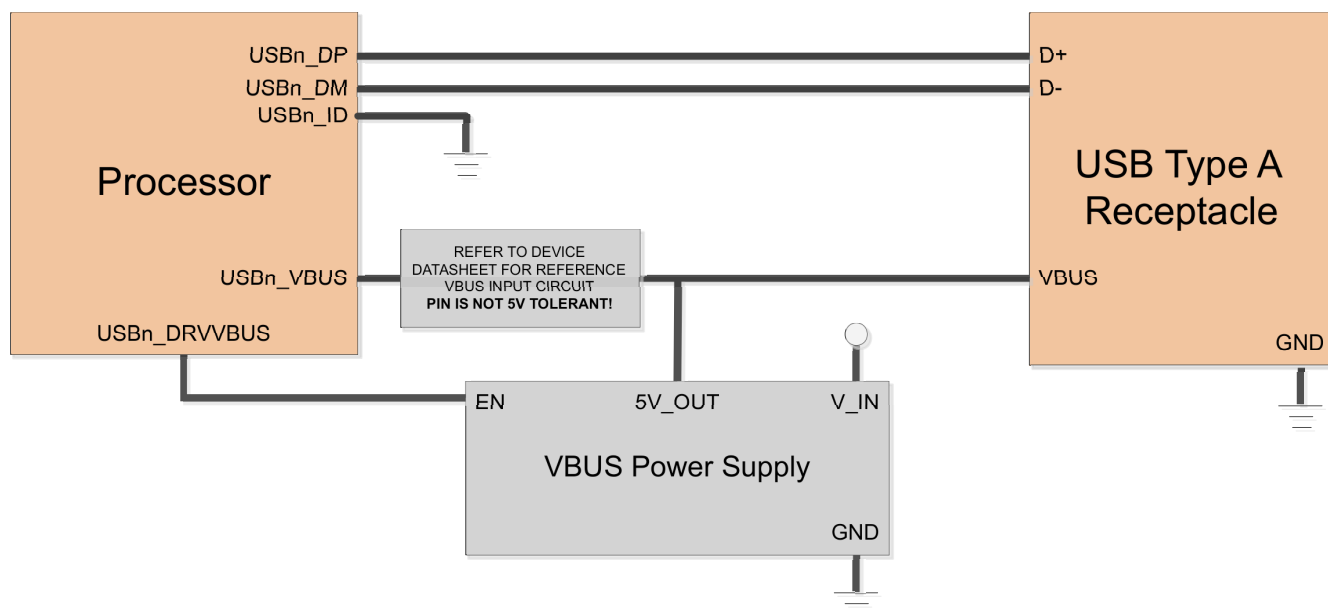 USBn_DP
USBn_DM
USBn_ID
Processor
USBn_VBUS
USBn_DRVVBUS
REFER TO DEVICE
DATASHEET FOR REFERENCE
VBUS INPUT CIRCUIT
PIN IS NOT 5V TOLERANT!
D+
D-
USB Type A
Receptacle
VBUS
GND
EN
5V_OUT
V_IN
VBUS Power Supply
GND